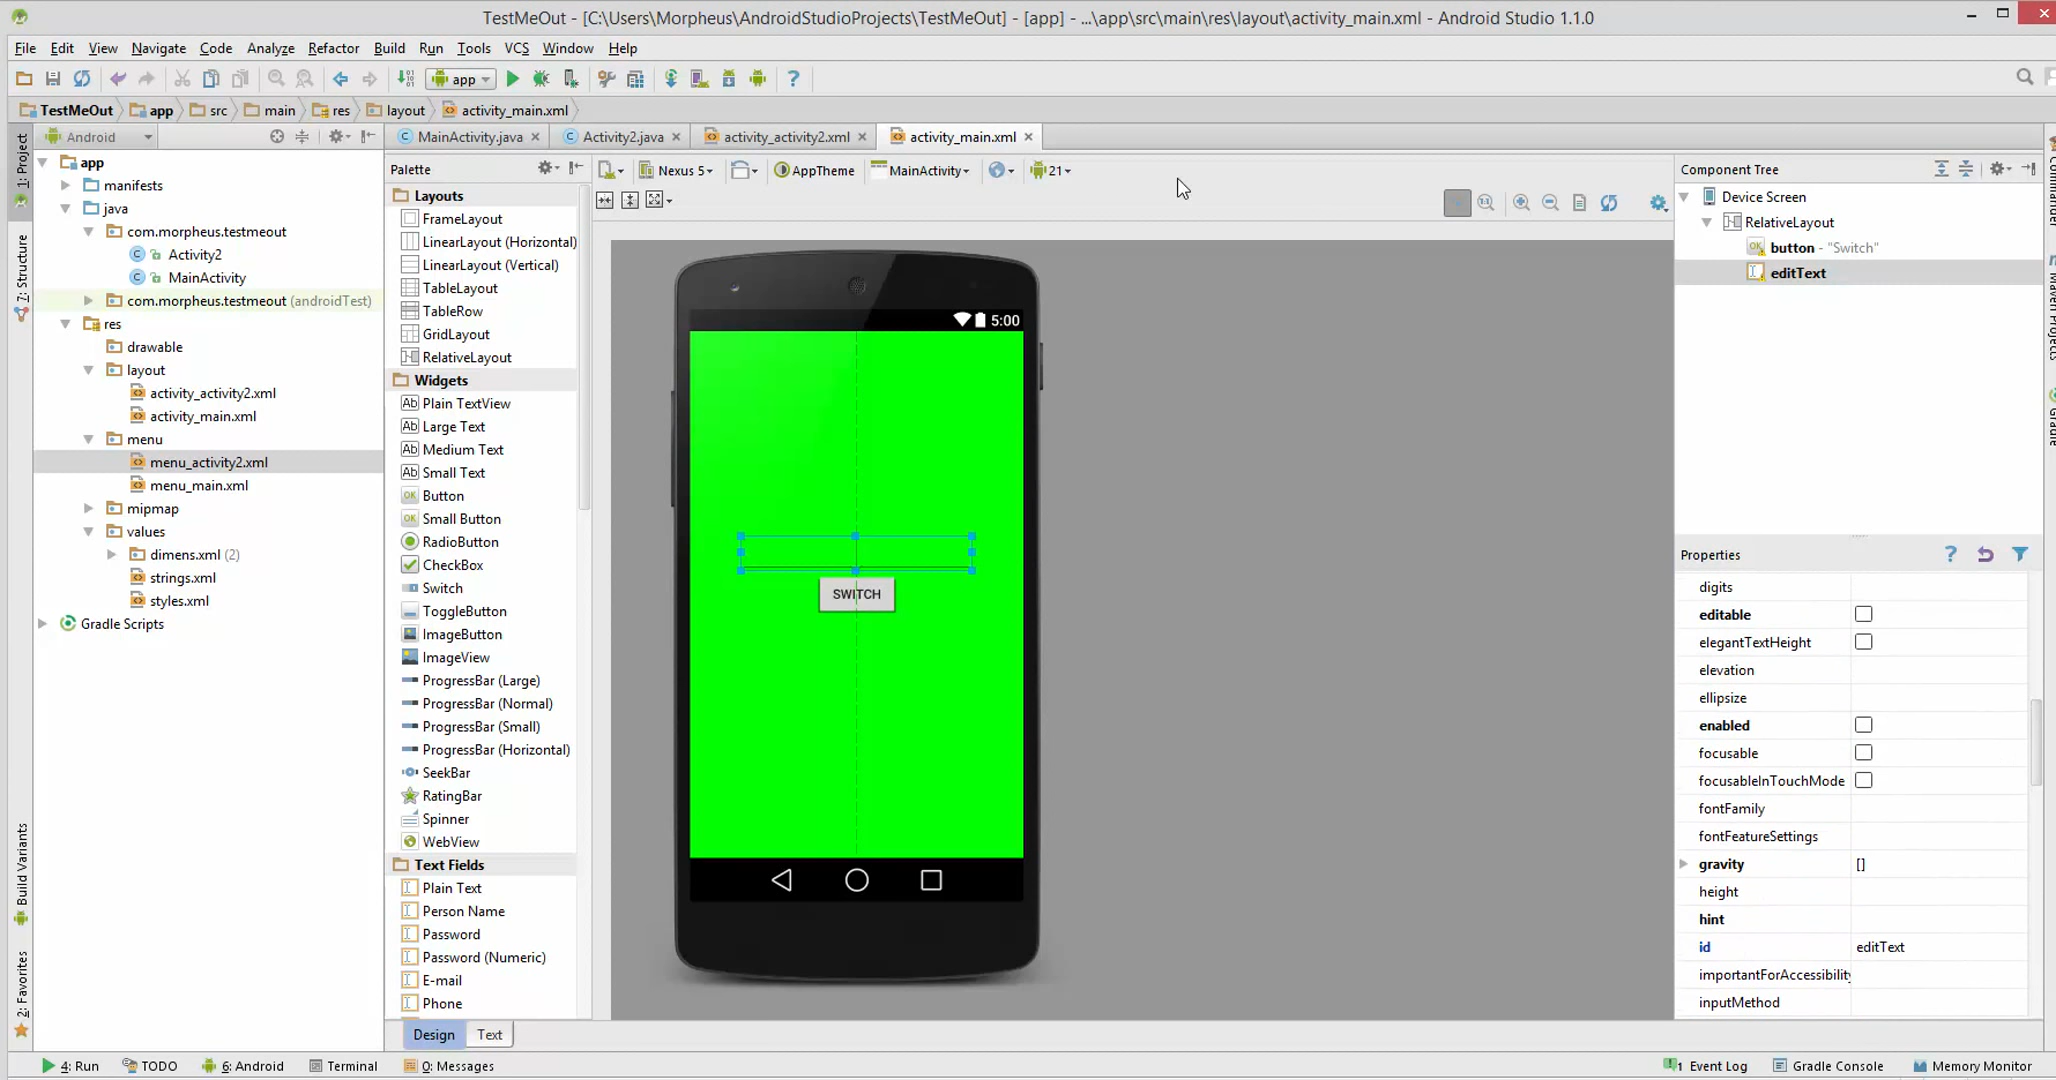 TestMeOut - [C:\Users\Morpheus\AndroidStudioProjects\TestMeOut] - [app] - ...\app\src\main\res\layout\activity_main.xml - Android Studio 1.1.0
File Edit View Navigate Code Analyze Refactor Build Run Tools VCS Window Help
app
TestMeOut app src main res layout activity_main.xml
Android
MainActivity.java Activity2.java activity_activity2.xml activity_main.xml
1: Project
7: Structure
Build Variants
2: Favorites
app
manifests
java
com.morpheus.testmeout
Activity2
MainActivity
com.morpheus.testmeout (androidTest)
res
drawable
layout
activity_activity2.xml
activity_main.xml
menu
menu_activity2.xml
menu_main.xml
mipmap
values
dimens.xml (2)
strings.xml
styles.xml
Gradle Scripts
Palette
Layouts
FrameLayout
LinearLayout (Horizontal)
LinearLayout (Vertical)
TableLayout
TableRow
GridLayout
RelativeLayout
Widgets
Plain TextView
Large Text
Medium Text
Small Text
Button
Small Button
RadioButton
CheckBox
Switch
ToggleButton
ImageButton
ImageView
ProgressBar (Large)
ProgressBar (Normal)
ProgressBar (Small)
ProgressBar (Horizontal)
SeekBar
RatingBar
Spinner
WebView
Text Fields
Plain Text
Person Name
Password
Password (Numeric)
E-mail
Phone
Design Text
Nexus 5 AppTheme MainActivity 21
5:00
SWITCH
Component Tree
Device Screen
RelativeLayout
button - "Switch"
editText
Properties
digits
editable
elegantTextHeight
elevation
ellipsize
enabled
focusable
focusableInTouchMode
fontFamily
fontFeatureSettings
gravity []
height
hint
id editText
importantForAccessibility
inputMethod
Commander
Maven Projects
Gradle
4: Run TODO 6: Android Terminal 0: Messages 1 Event Log Gradle Console Memory Monitor